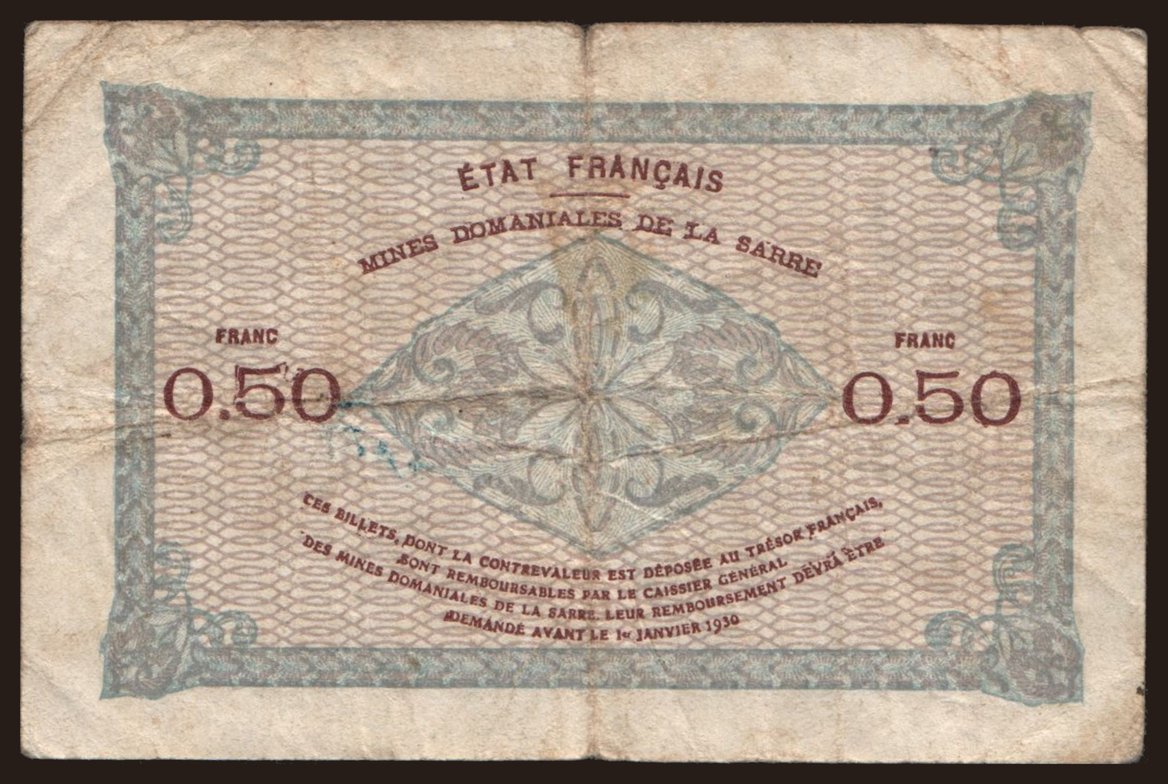 ÉTAT FRANÇAIS
MINES DOMANIALES DE LA SARRE
FRANC
0.50
FRANC
0.50
CES BILLETS, DONT LA CONTREVALEUR EST DÉPOSÉE AU TRÉSOR FRANÇAIS,
SONT REMBOURSABLES PAR LE CAISSIER GÉNÉRAL
DES MINES DOMANIALES DE LA SARRE. LEUR REMBOURSEMENT DEVRA ÊTRE
DEMANDÉ AVANT LE 1er JANVIER 1930